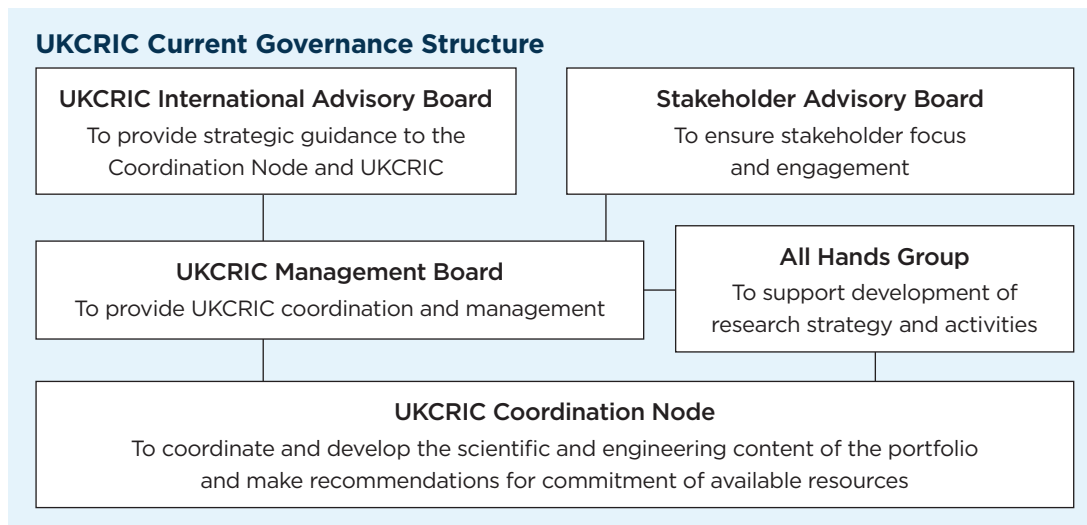 UKCRIC Current Governance Structure
UKCRIC International Advisory Board
To provide strategic guidance to the
Coordination Node and UKCRIC
Stakeholder Advisory Board
To ensure stakeholder focus
and engagement
UKCRIC Management Board
To provide UKCRIC coordination and management
All Hands Group
To support development of
research strategy and activities
UKCRIC Coordination Node
To coordinate and develop the scientific and engineering content of the portfolio
and make recommendations for commitment of available resources